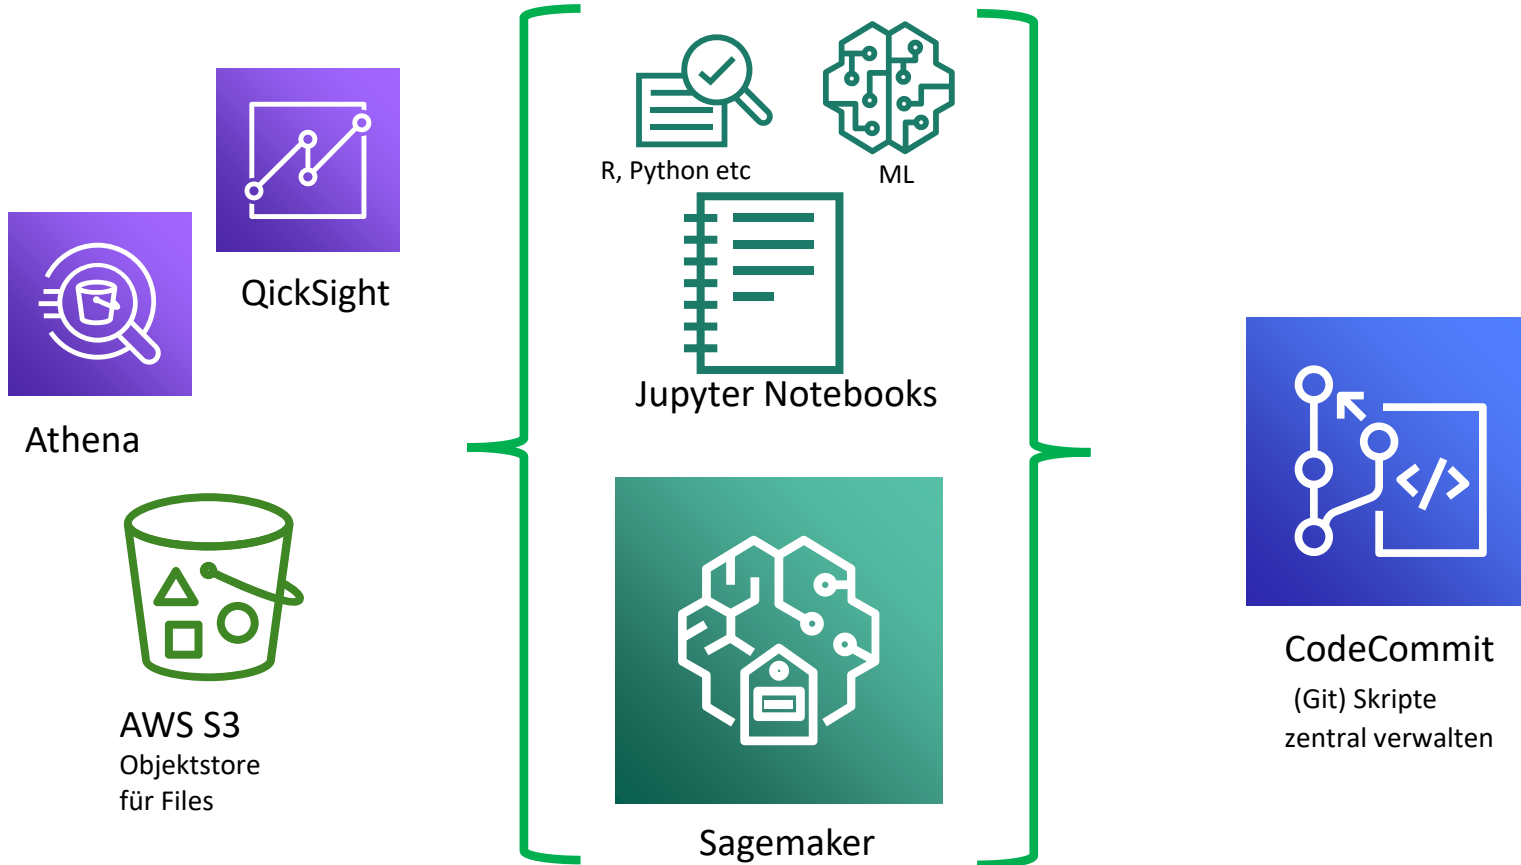 QickSight
Athena
AWS S3
Objektstore
für Files
R, Python etc
ML
Jupyter Notebooks
Sagemaker
CodeCommit
(Git) Skripte
zentral verwalten